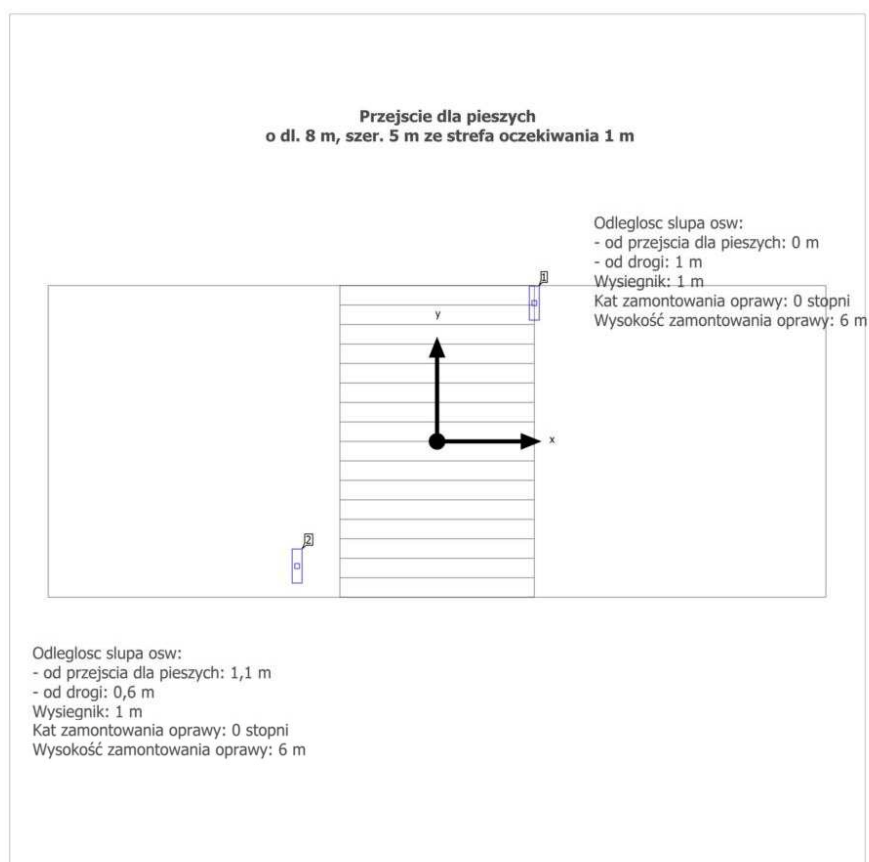 Przejscie dla pieszych
o dl. 8 m, szer. 5 m ze strefa oczekiwania 1 m
Odleglosc slupa osw:
- od przejscia dla pieszych: 0 m
- od drogi: 1 m
Wysiegnik: 1 m
Kat zamontowania oprawy: 0 stopni
Wysokość zamontowania oprawy: 6 m
1
y
x
2
Odleglosc slupa osw:
- od przejscia dla pieszych: 1,1 m
- od drogi: 0,6 m
Wysiegnik: 1 m
Kat zamontowania oprawy: 0 stopni
Wysokość zamontowania oprawy: 6 m